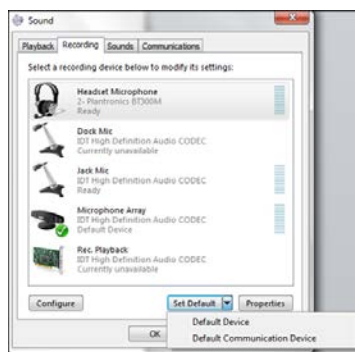 Sound
Playback Recording Sounds Communications
Select a recording device below to modify its settings:
Headset Microphone
2- Plantronics BT300M
Ready
Dock Mic
IDT High Definition Audio CODEC
Currently unavailable
Jack Mic
IDT High Definition Audio CODEC
Ready
Microphone Array
IDT High Definition Audio CODEC
Default Device
Rec. Playback
IDT High Definition Audio CODEC
Currently unavailable
Configure Set Default Properties
Default Device
OK
Default Communication Device